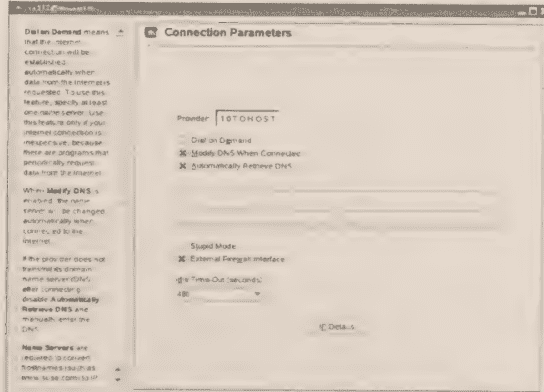 Dial on Demand means
that the Internet
connection will be
established
automatically when
data from the Internet is
requested. To use this
feature, specify at least
one name server. Use
this feature only if your
Internet connection is
inexpensive, because
there are programs that
periodically request
data from the Internet.
When Modify DNS is
enabled, the name
server will be changed
automatically when
connected to the
Internet.
If the provider does not
transmit its domain
name server (DNS)
after connecting,
disable Automatically
Retrieve DNS and
manually enter the
DNS.
Name Servers are
required to convert
hostnames (such as
Connection Parameters
Provider: 10TOHOST
Dial on Demand
Modify DNS When Connected
Automatically Retrieve DNS
Stupid Mode
External Firewall Interface
Idle Time-Out (seconds)
IP Details